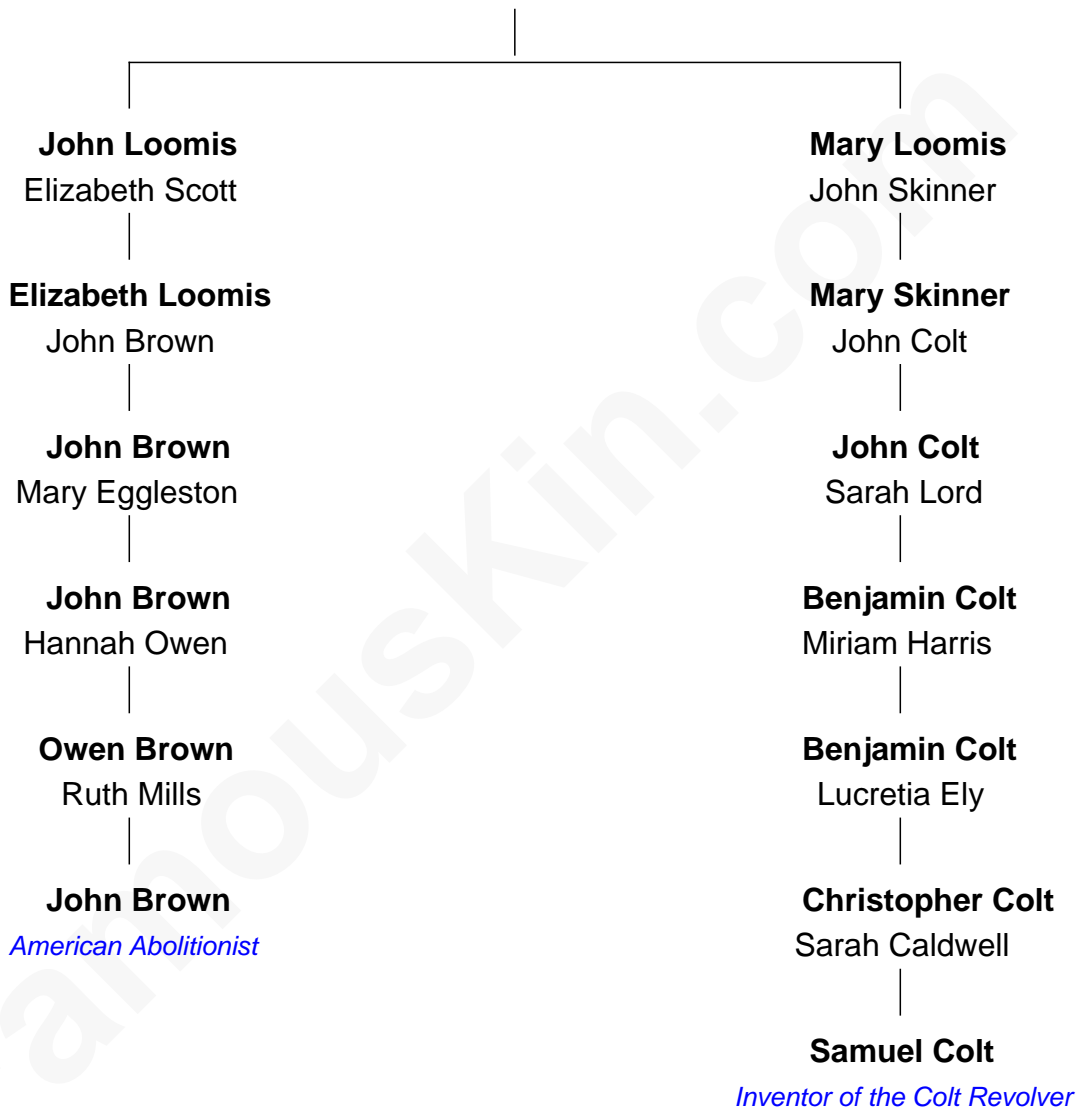 John Loomis
Elizabeth Scott
Elizabeth Loomis
John Brown
John Brown
Mary Eggleston
John Brown
Hannah Owen
Owen Brown
Ruth Mills
John Brown
American Abolitionist
Mary Loomis
John Skinner
Mary Skinner
John Colt
John Colt
Sarah Lord
Benjamin Colt
Miriam Harris
Benjamin Colt
Lucretia Ely
Christopher Colt
Sarah Caldwell
Samuel Colt
Inventor of the Colt Revolver
amousKin.com